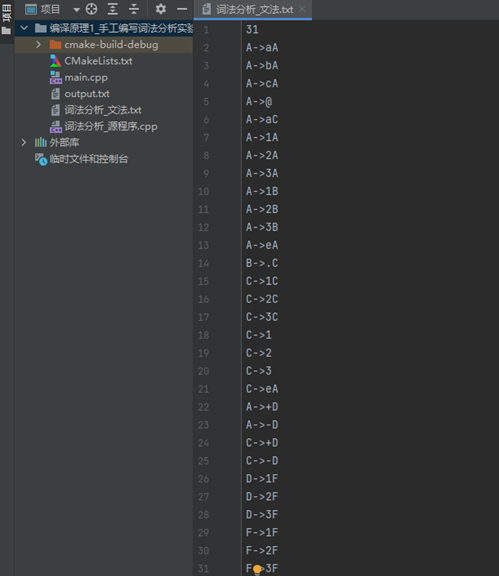 项目
项目
词法分析_文法.txt
编译原理1_手工编写词法分析实验
cmake-build-debug
CMakeLists.txt
main.cpp
output.txt
词法分析_文法.txt
词法分析_源程序.cpp
外部库
临时文件和控制台
1 31
2 A->aA
3 A->bA
4 A->cA
5 A->@
6 A->aC
7 A->1A
8 A->2A
9 A->3A
10 A->1B
11 A->2B
12 A->3B
13 A->eA
14 B->.C
15 C->1C
16 C->2C
17 C->3C
18 C->1
19 C->2
20 C->3
21 C->eA
22 A->+D
23 A->-D
24 C->+D
25 C->-D
26 D->1F
27 D->2F
28 D->3F
29 F->1F
30 F->2F
31 F->3F